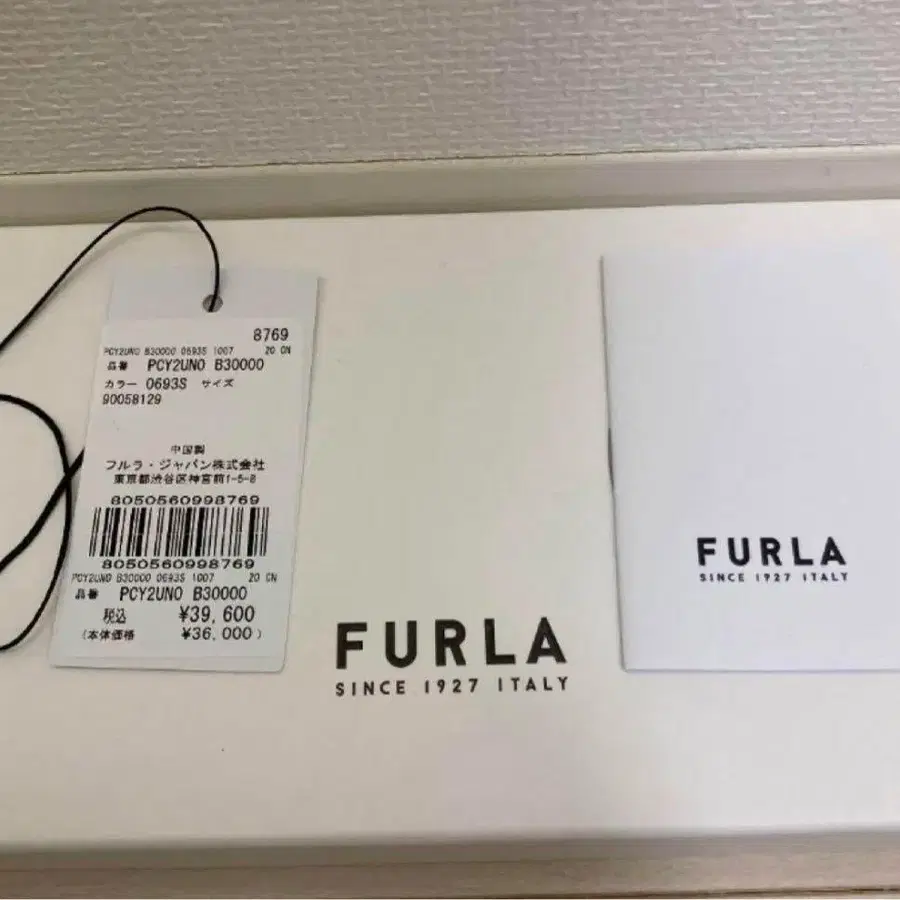 8769
PCY2UNO B30000 0693S 1007 20 CN
品番 PCY2UNO B30000
カラー 0693S サイズ
90058129
中国製
フルラ・ジャパン株式会社
東京都渋谷区神宮前1-5-8
8050560998769
8050560998769
PCY2UNO B30000 0693S 1007 20 CN
品番 PCY2UNO B30000
税込 ¥39,600
(本体価格 ¥36,000)
FURLA
SINCE 1927 ITALY
FURLA
SINCE 1927 ITALY